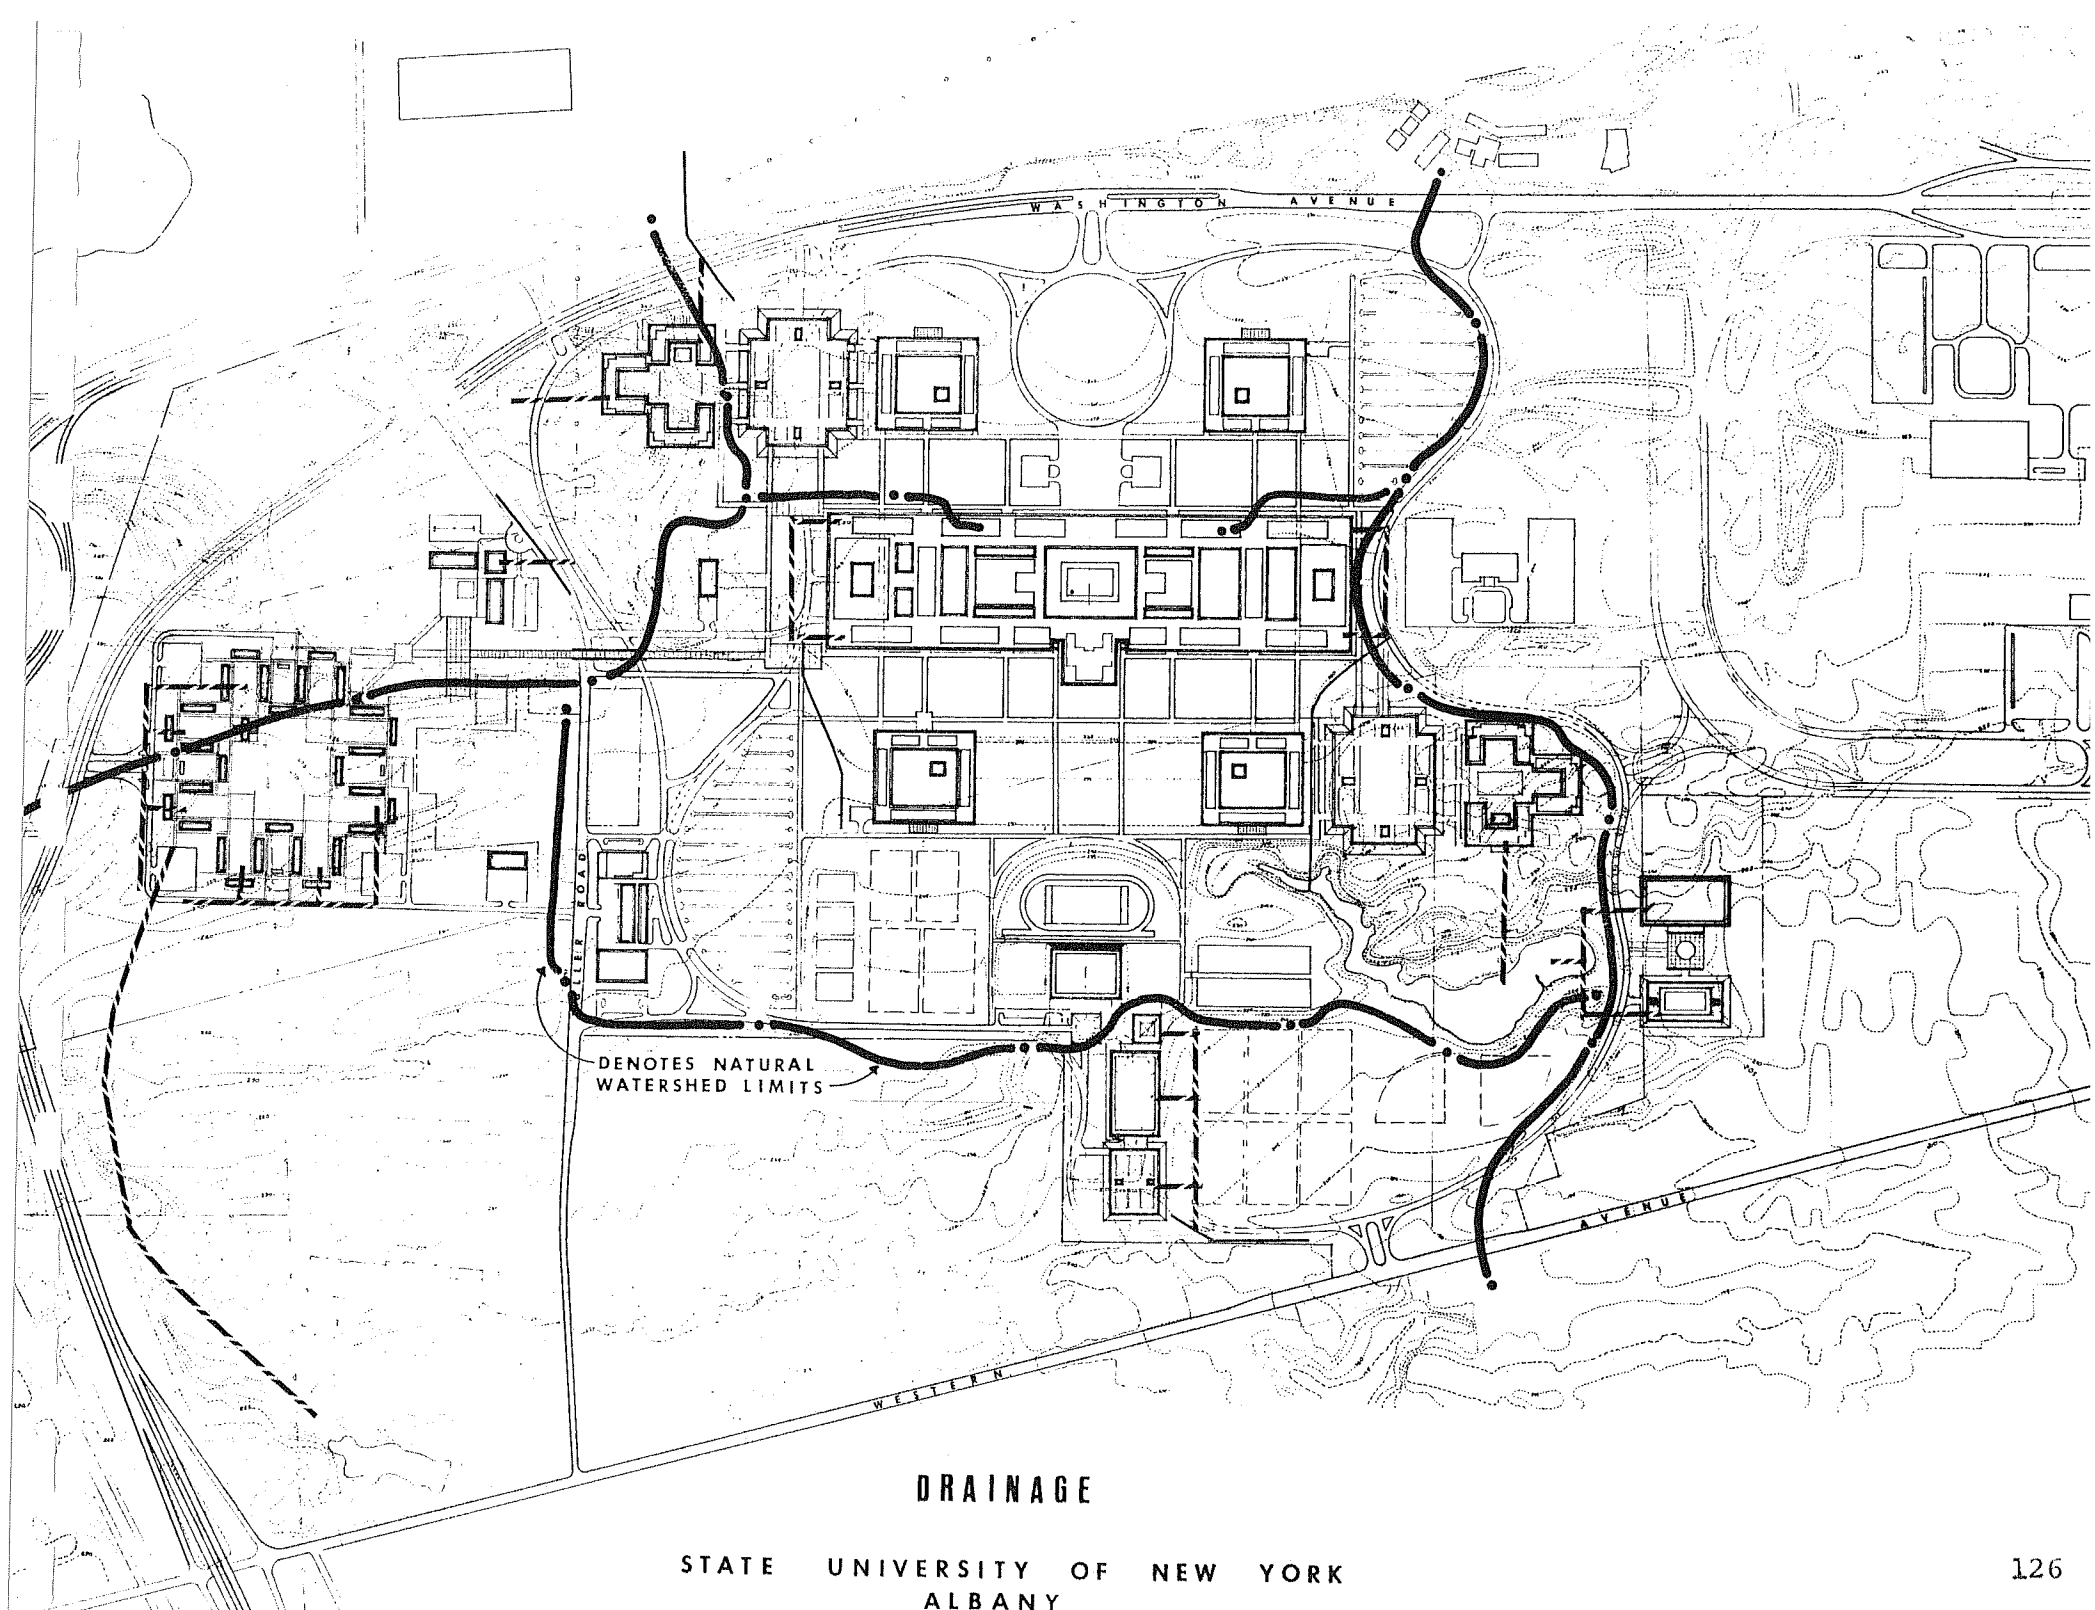 WASHINGTON AVENUE
LLER ROAD
DENOTES NATURAL
WATERSHED LIMITS
AVENUE
WESTERN
DRAINAGE
STATE UNIVERSITY OF NEW YORK
ALBANY
126